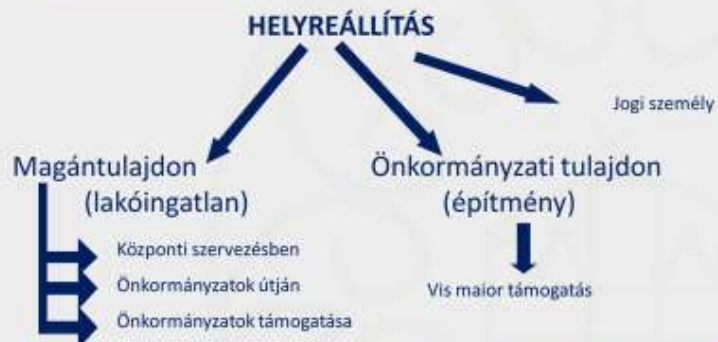 HELYREÁLLÍTÁS
Jogi személy
Magántulajdon
(lakóingatlan)
Központi szervezésben
Önkormányzatok útján
Önkormányzatok támogatása
Önkormányzati tulajdon
(építmény)
Vis maior támogatás